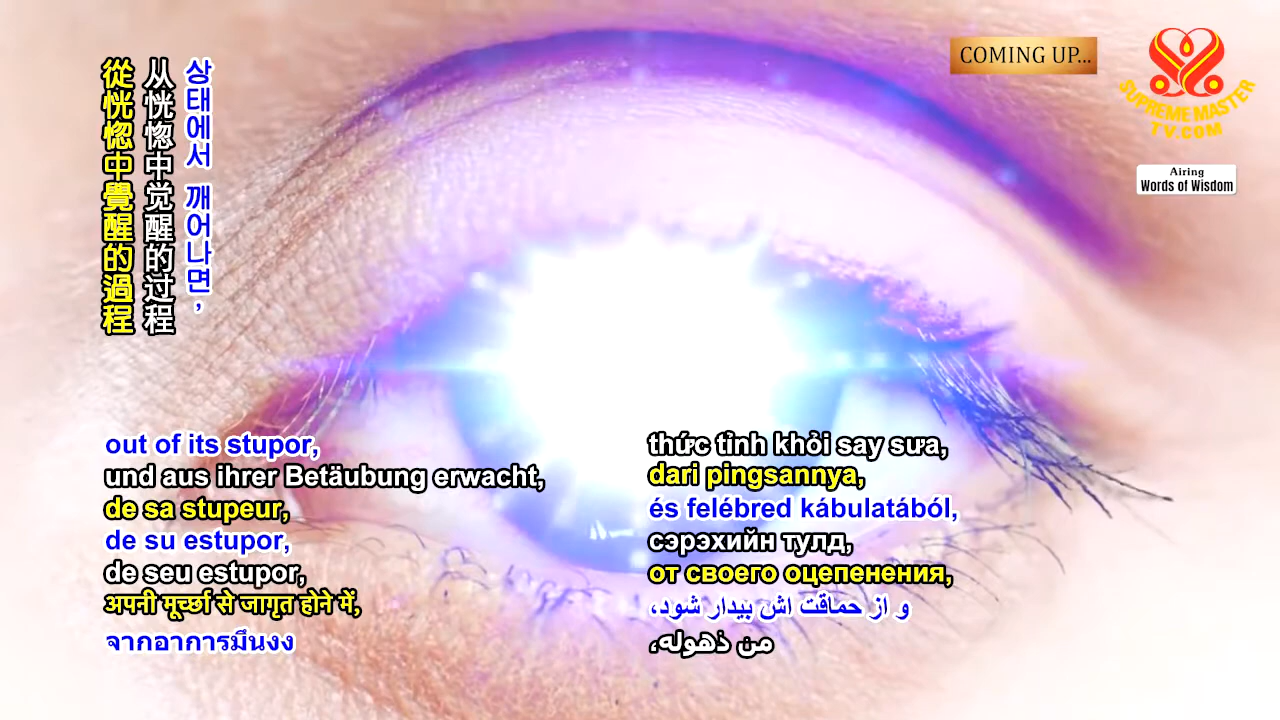 COMING UP...
SUPREME MASTER
TV.COM
Airing
Words of Wisdom
상태에서 깨어나면,
从恍惚中觉醒的过程
從恍惚中覺醒的過程
out of its stupor,
und aus ihrer Betäubung erwacht,
de sa stupeur,
de su estupor,
de seu estupor,
अपनी मूर्च्छा से जागृत होने में,
จากอาการมึนงง
thức tỉnh khỏi say sưa,
dari pingsannya,
és felébred kábulatából,
сэрэхийн тулд,
от своего оцепенения,
و از حماقت اش بیدار شود،
من ذهوله،